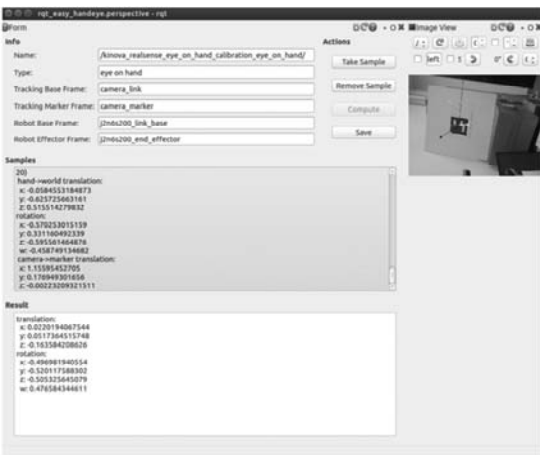 rqt_easy_handeye.perspective - rqt
Form
Image View
Info
Name: /kinova_realsense_eye_on_hand_calibration_eye_on_hand/
Type: eye on hand
Tracking Base Frame: camera_link
Tracking Marker Frame: camera_marker
Robot Base Frame: j2n6s200_link_base
Robot Effector Frame: j2n6s200_end_effector
Actions
Take Sample
Remove Sample
Compute
Save
left
Samples
20)
hand->world translation:
x: -0.0584553184873
y: -0.625725663161
z: 0.515514279832
rotation:
x: -0.570253015159
y: 0.331160492339
z: -0.595561464876
w: -0.458749134682
camera->marker translation:
x: 1.15595452705
y: 0.176949301656
z: -0.00223209321511
Result
translation:
x: 0.0220194067544
y: 0.0517364515748
z: -0.163584208626
rotation:
x: -0.496981940554
y: -0.520117588302
z: -0.505325645079
w: 0.476584344611